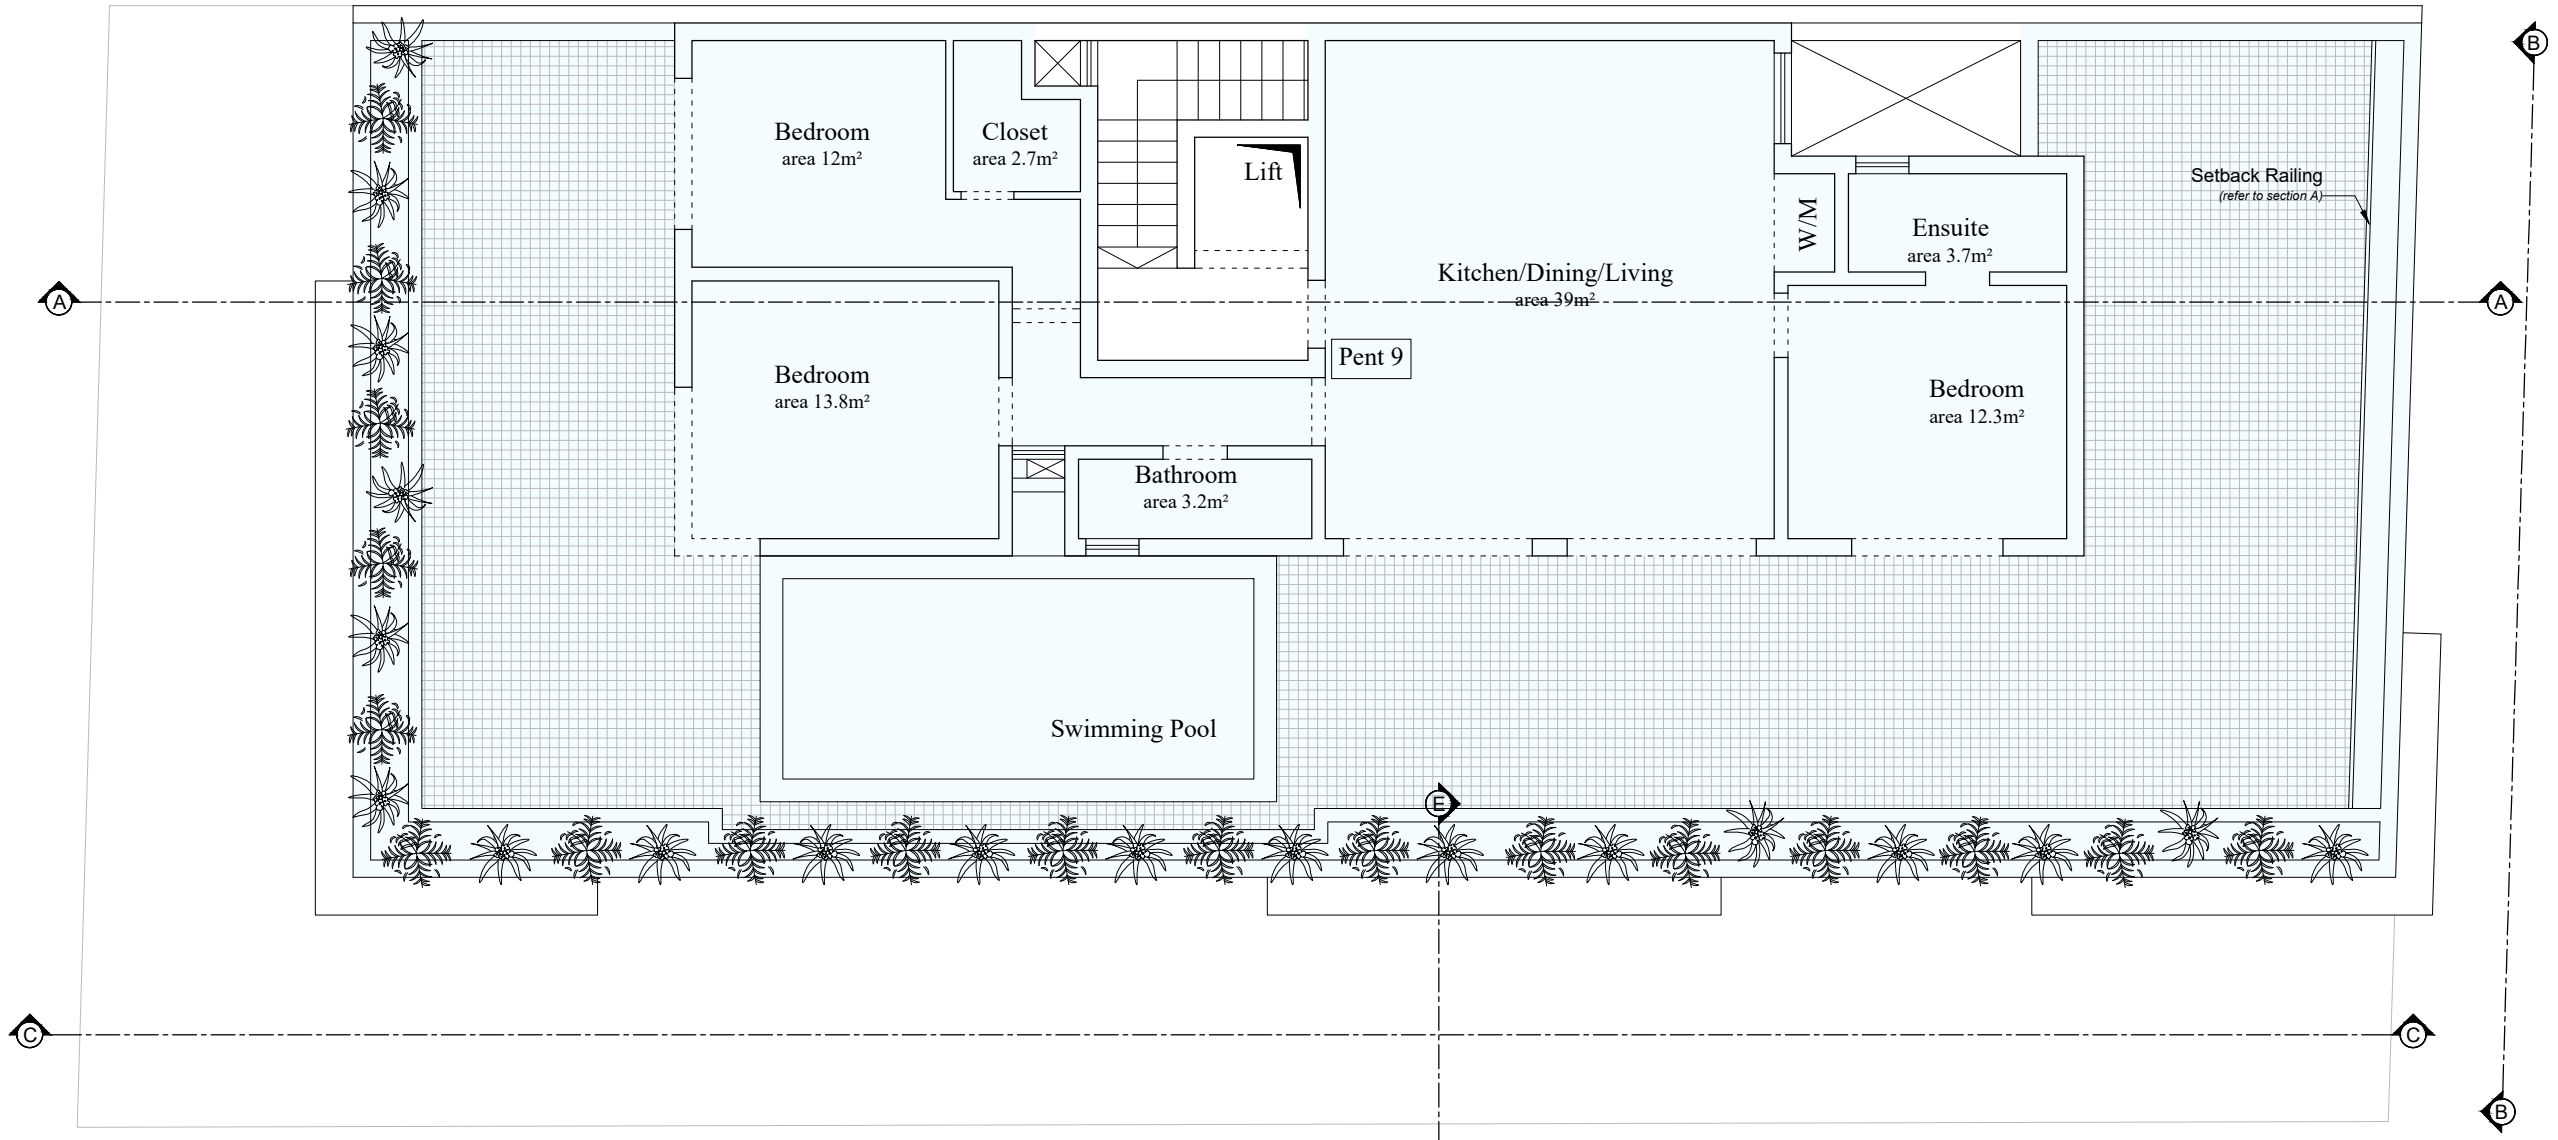 B
Bedroom
area 12m²
Closet
area 2.7m²
Lift
Setback Railing
(refer to section A)
W/M
Ensuite
area 3.7m²
Kitchen/Dining/Living
area 39m²
A
A
Pent 9
Bedroom
area 13.8m²
Bedroom
area 12.3m²
Bathroom
area 3.2m²
Swimming Pool
E
C
C
B